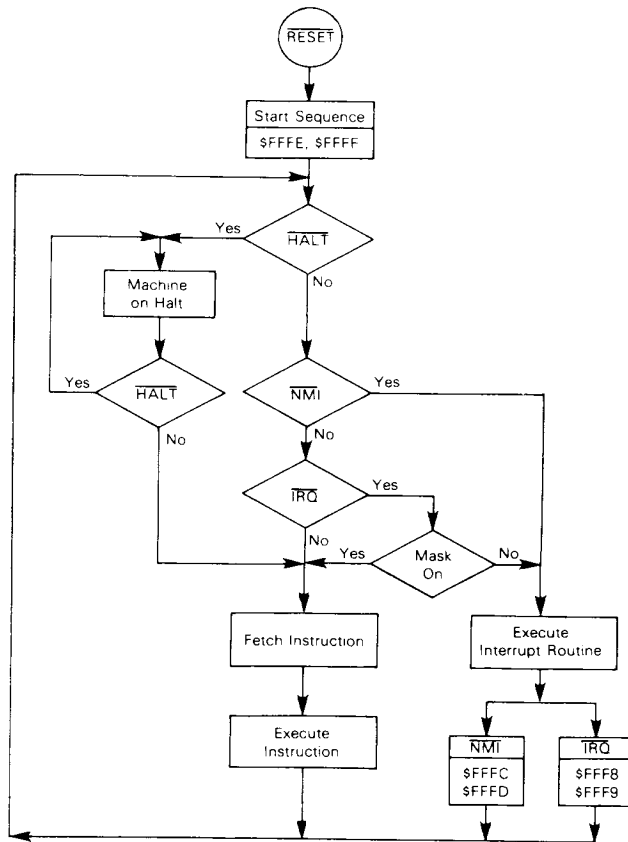 RESET
Start Sequence
$FFFE, $FFFF
Yes
HALT
No
Machine
on Halt
Yes
HALT
No
NMI
Yes
No
IRQ
Yes
No
Yes
Mask
On
No
Fetch Instruction
Execute
Interrupt Routine
Execute
Instruction
NMI
$FFFC
$FFFD
IRQ
$FFF8
$FFF9